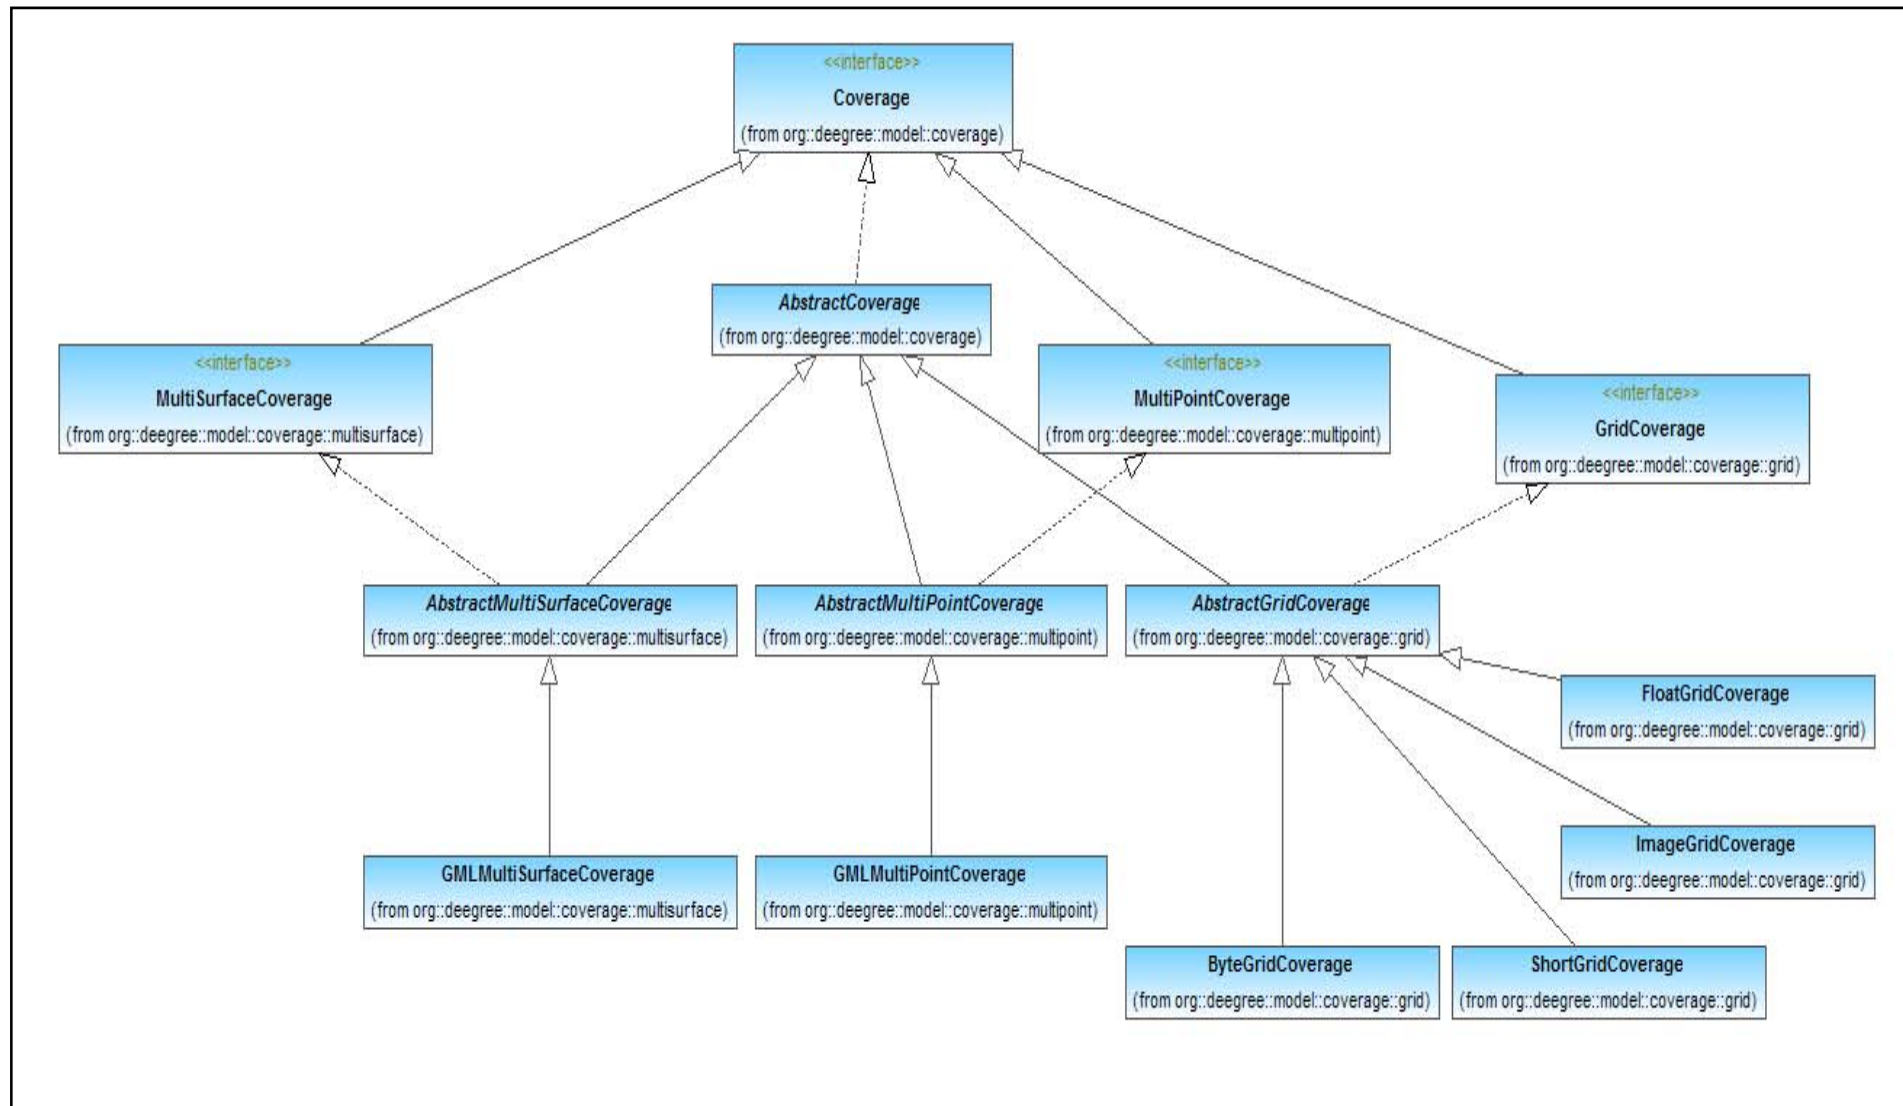 <<interface>>
Coverage
(from org::deegree::model::coverage)
AbstractCoverage
(from org::deegree::model::coverage)
<<interface>>
MultiSurfaceCoverage
(from org::deegree::model::coverage::multisurface)
<<interface>>
MultiPointCoverage
(from org::deegree::model::coverage::multipoint)
<<interface>>
GridCoverage
(from org::deegree::model::coverage::grid)
AbstractMultiSurfaceCoverage
(from org::deegree::model::coverage::multisurface)
AbstractMultiPointCoverage
(from org::deegree::model::coverage::multipoint)
AbstractGridCoverage
(from org::deegree::model::coverage::grid)
FloatGridCoverage
(from org::deegree::model::coverage::grid)
ImageGridCoverage
(from org::deegree::model::coverage::grid)
GMLMultiSurfaceCoverage
(from org::deegree::model::coverage::multisurface)
GMLMultiPointCoverage
(from org::deegree::model::coverage::multipoint)
ByteGridCoverage
(from org::deegree::model::coverage::grid)
ShortGridCoverage
(from org::deegree::model::coverage::grid)